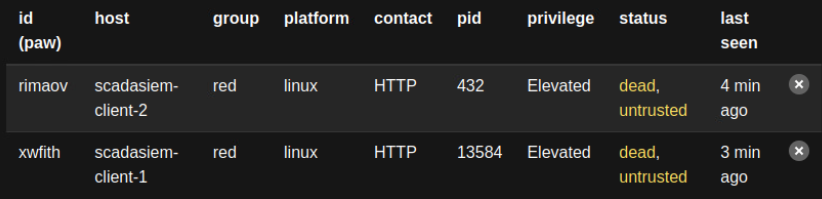 id (paw) host group platform contact pid privilege status last seen
rimaov scadasiem-client-2 red linux HTTP 432 Elevated dead, untrusted 4 min ago
xwfith scadasiem-client-1 red linux HTTP 13584 Elevated dead, untrusted 3 min ago